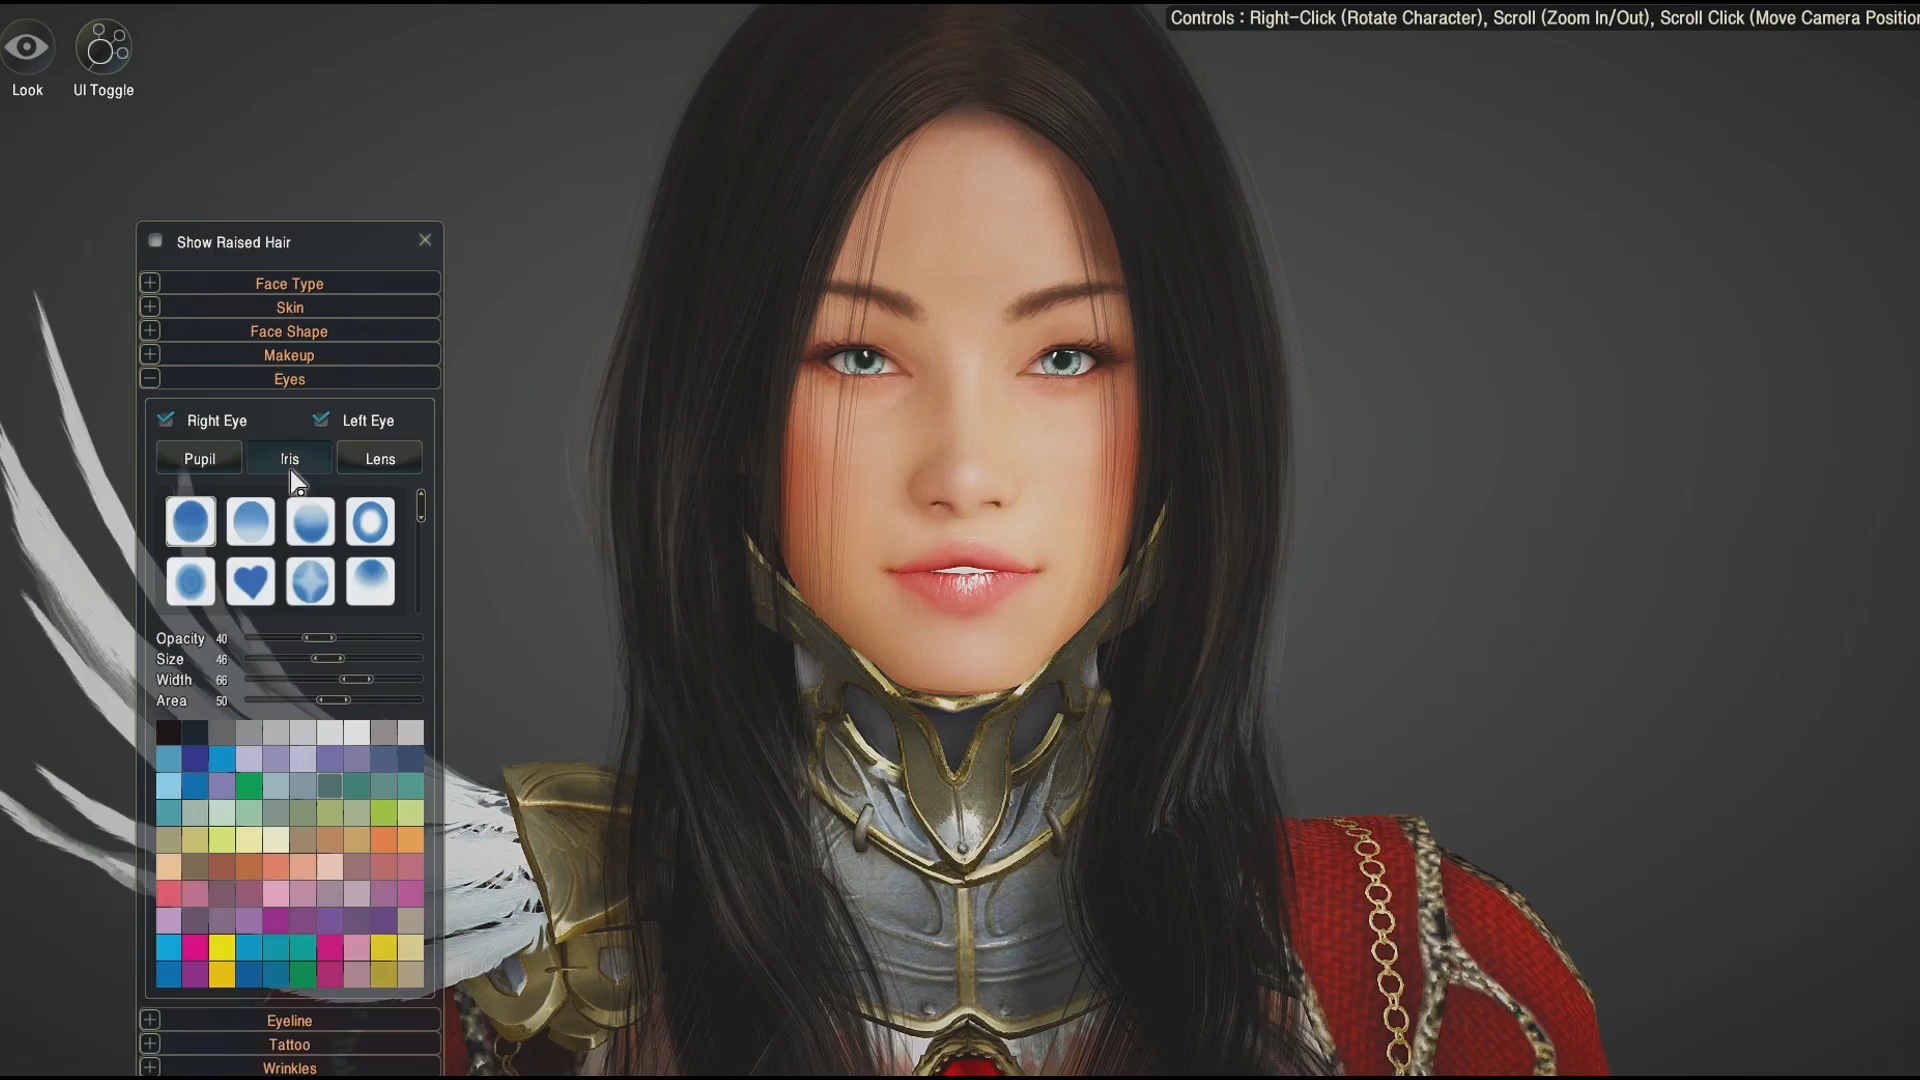 Controls : Right-Click (Rotate Character), Scroll (Zoom In/Out), Scroll Click (Move Camera Position
Look
UI Toggle
Show Raised Hair
Face Type
Skin
Face Shape
Makeup
Eyes
Right Eye
Left Eye
Pupil
Iris
Lens
Opacity 40
Size 46
Width 66
Area 50
Eyeline
Tattoo
Wrinkles